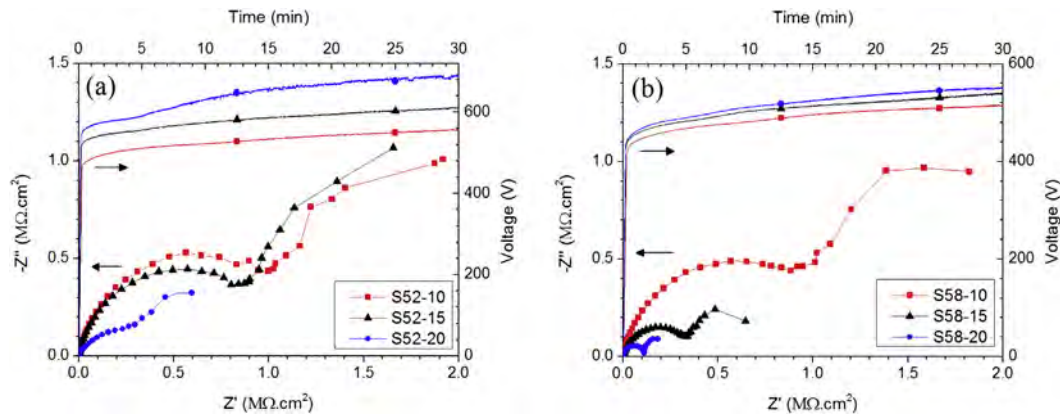 Time (min)
0 5 10 15 20 25 30
(a)
1.5
1.0
0.5
0.0
-Z'' (MΩ.cm²)
600
400
200
0
Voltage (V)
S52-10
S52-15
S52-20
0.0 0.5 1.0 1.5 2.0
Z' (MΩ.cm²)
Time (min)
0 5 10 15 20 25 30
(b)
1.5
1.0
0.5
0.0
-Z'' (MΩ.cm²)
600
400
200
0
Voltage (V)
S58-10
S58-15
S58-20
0.0 0.5 1.0 1.5 2.0
Z' (MΩ.cm²)